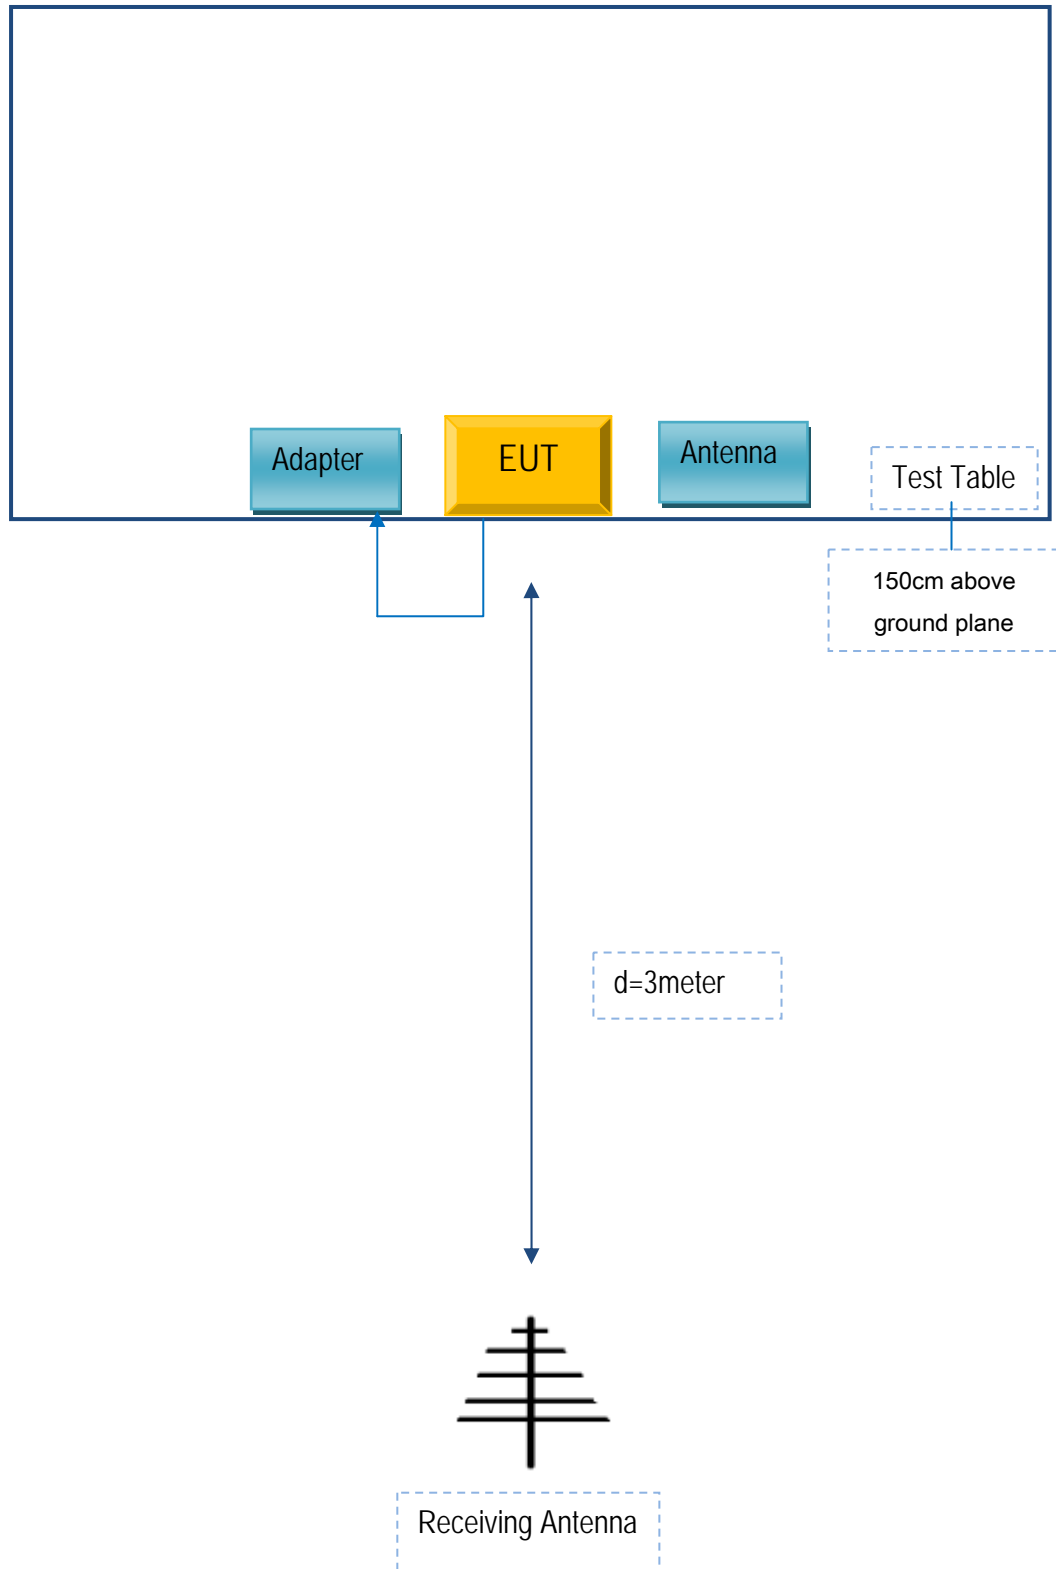 Adapter
EUT
Antenna
Test Table
150cm above
ground plane
d=3meter
Receiving Antenna